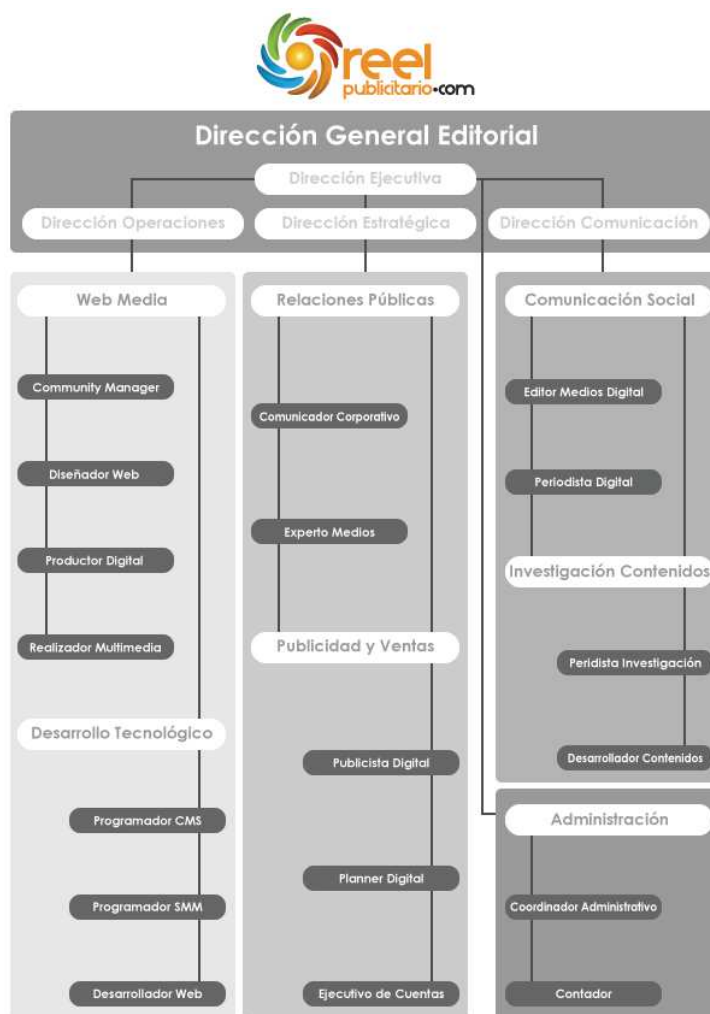 reel
publicitario.com
Dirección General Editorial
Dirección Ejecutiva
Dirección Operaciones
Dirección Estratégica
Dirección Comunicación
Web Media
Community Manager
Diseñador Web
Productor Digital
Realizador Multimedia
Desarrollo Tecnológico
Programador CMS
Programador SMM
Desarrollador Web
Relaciones Públicas
Comunicador Corporativo
Experto Medios
Publicidad y Ventas
Publicista Digital
Planner Digital
Ejecutivo de Cuentas
Comunicación Social
Editor Medios Digital
Periodista Digital
Investigación Contenidos
Peridista Investigación
Desarrollador Contenidos
Administración
Coordinador Administrativo
Contador